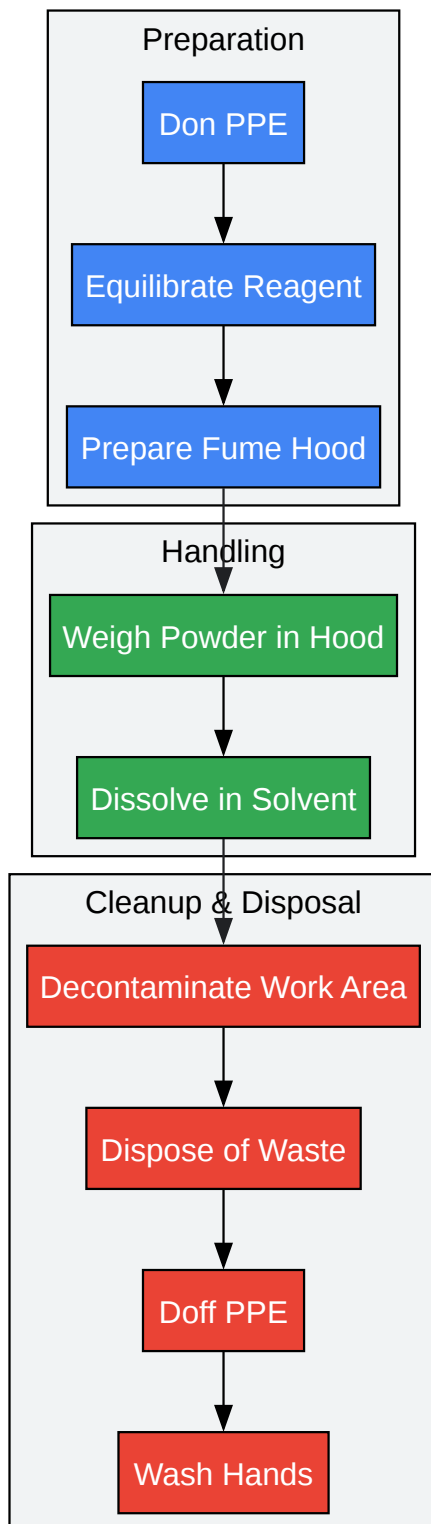 Preparation
Don PPE
Equilibrate Reagent
Prepare Fume Hood
Handling
Weigh Powder in Hood
Dissolve in Solvent
Cleanup & Disposal
Decontaminate Work Area
Dispose of Waste
Doff PPE
Wash Hands